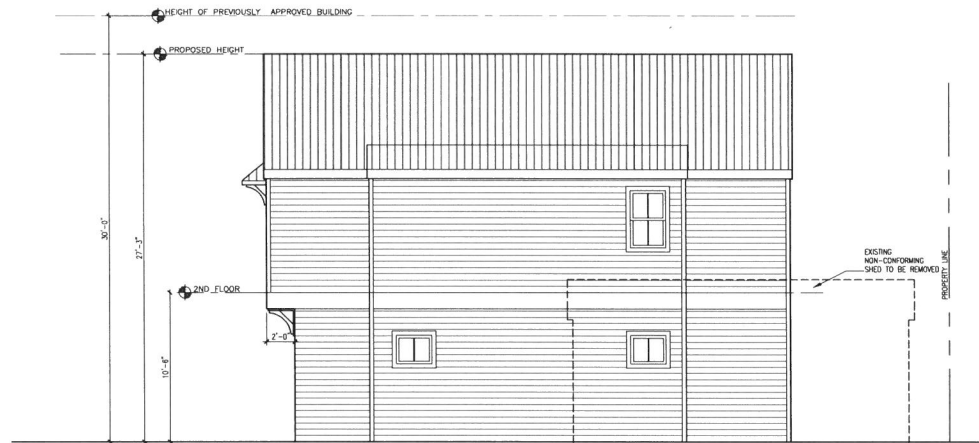 HEIGHT OF PREVIOUSLY APPROVED BUILDING
PROPOSED HEIGHT
30'-0"
27'-3"
EXISTING
NON-CONFORMING
SHED TO BE REMOVED
PROPERTY LINE
2ND FLOOR
2'-0"
10'-6"